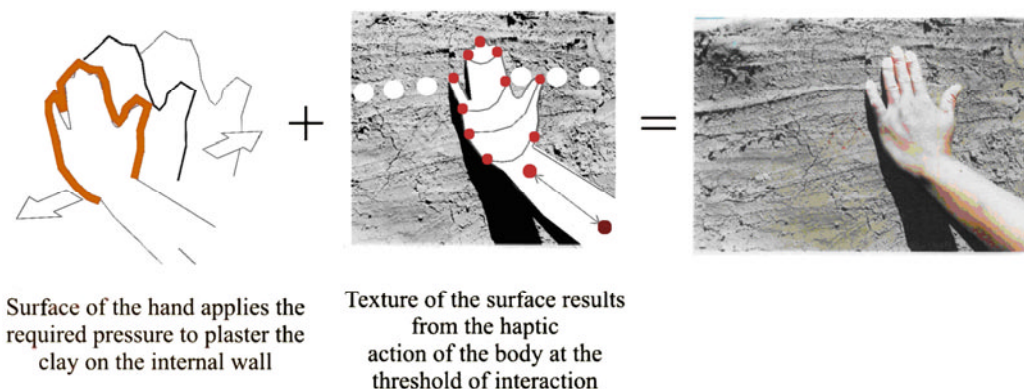 +
=
Surface of the hand applies the
required pressure to plaster the
clay on the internal wall
Texture of the surface results
from the haptic
action of the body at the
threshold of interaction